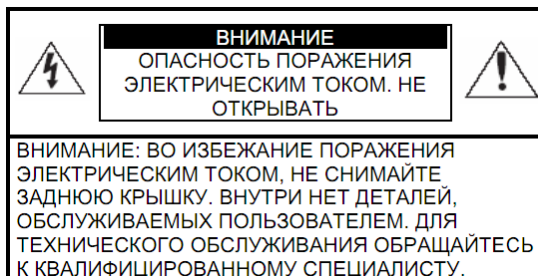 ВНИМАНИЕ
ОПАСНОСТЬ ПОРАЖЕНИЯ
ЭЛЕКТРИЧЕСКИМ ТОКОМ. НЕ
ОТКРЫВАТЬ
ВНИМАНИЕ: ВО ИЗБЕЖАНИЕ ПОРАЖЕНИЯ
ЭЛЕКТРИЧЕСКИМ ТОКОМ, НЕ СНИМАЙТЕ
ЗАДНЮЮ КРЫШКУ. ВНУТРИ НЕТ ДЕТАЛЕЙ,
ОБСЛУЖИВАЕМЫХ ПОЛЬЗОВАТЕЛЕМ. ДЛЯ
ТЕХНИЧЕСКОГО ОБСЛУЖИВАНИЯ ОБРАЩАЙТЕСЬ
К КВАЛИФИЦИРОВАННОМУ СПЕЦИАЛИСТУ.